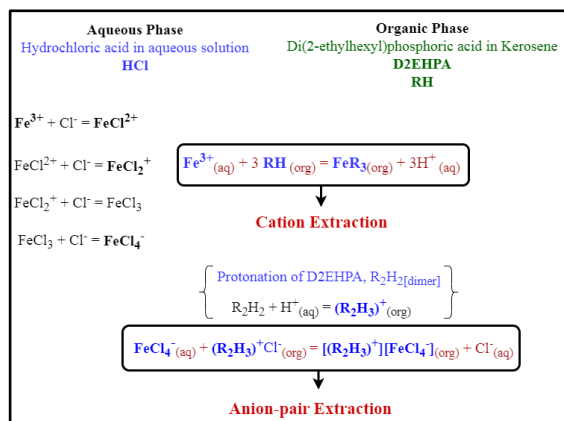 Aqueous Phase
Hydrochloric acid in aqueous solution
HCl
Organic Phase
Di(2-ethylhexyl)phosphoric acid in Kerosene
D2EHPA
RH
Fe³⁺ + Cl⁻ = FeCl²⁺
FeCl²⁺ + Cl⁻ = FeCl₂⁺
FeCl₂⁺ + Cl⁻ = FeCl₃
FeCl₃ + Cl⁻ = FeCl₄⁻
Fe³⁺(aq) + 3 RH (org) = FeR₃(org) + 3H⁺ (aq)
Cation Extraction
Protonation of D2EHPA, R₂H₂[dimer]
R₂H₂ + H⁺(aq) = (R₂H₃)⁺(org)
FeCl₄⁻(aq) + (R₂H₃)⁺Cl⁻(org) = [(R₂H₃)⁺][FeCl₄⁻](org) + Cl⁻(aq)
Anion-pair Extraction